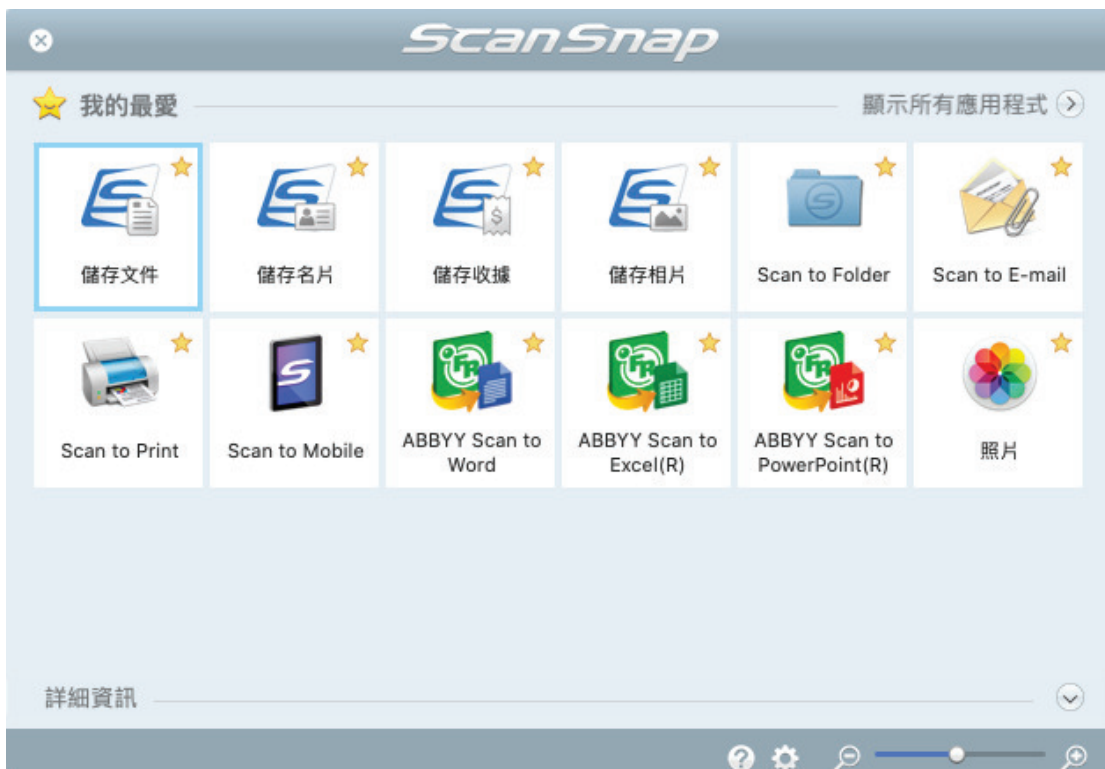 ScanSnap
我的最愛
顯示所有應用程式
儲存文件
儲存名片
儲存收據
儲存相片
Scan to Folder
Scan to E-mail
Scan to Print
Scan to Mobile
ABBYY Scan to
Word
ABBYY Scan to
Excel(R)
ABBYY Scan to
PowerPoint(R)
照片
詳細資訊